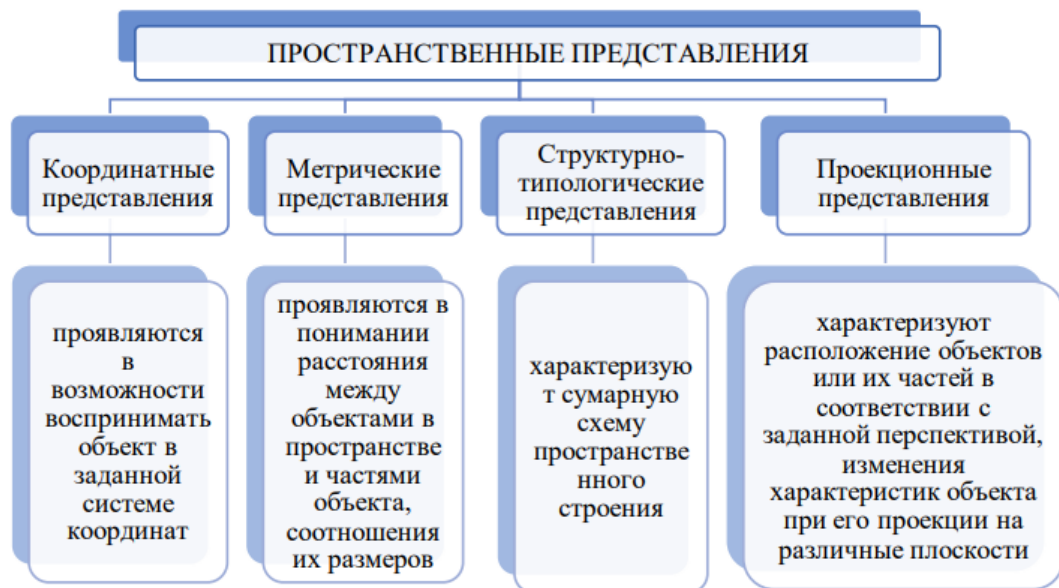 ПРОСТРАНСТВЕННЫЕ ПРЕДСТАВЛЕНИЯ
Координатные
представления
Метрические
представления
Структурно-
типологические
представления
Проекционные
представления
проявляются
в
возможности
воспринимать
объект в
заданной
системе
координат
проявляются в
понимании
расстояния
между
объектами в
пространстве
и частями
объекта,
соотношения
их размеров
характеризую
т сумарную
схему
пространстве
нного
строения
характеризуют
расположение объектов
или их частей в
соответствии с
заданной перспективой,
изменения
характеристик объекта
при его проекции на
различные плоскости